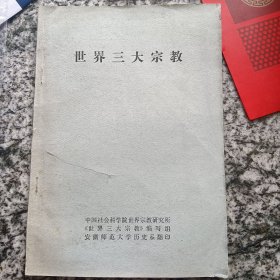 世界三大宗教
中国社会科学院世界宗教研究所
《世界三大宗教》编写组
安徽师范大学历史系翻印